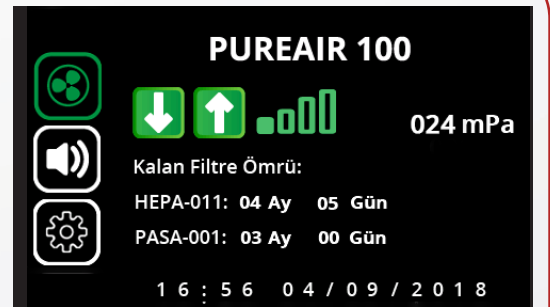 PUREAIR 100
024 mPa
Kalan Filtre Ömrü:
HEPA-011: 04 Ay 05 Gün
PASA-001: 03 Ay 00 Gün
16:56 04/09/2018